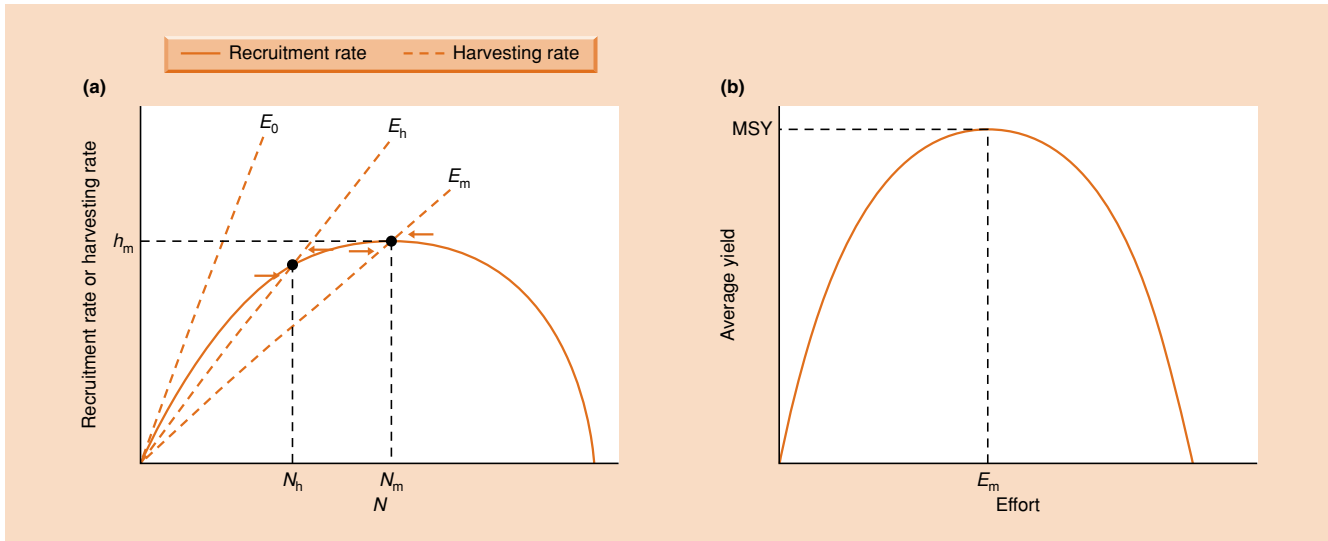 Recruitment rate Harvesting rate
(a)
E0
Eh
Em
Recruitment rate or harvesting rate
hm
Nh
Nm
N
(b)
MSY
Average yield
Em
Effort